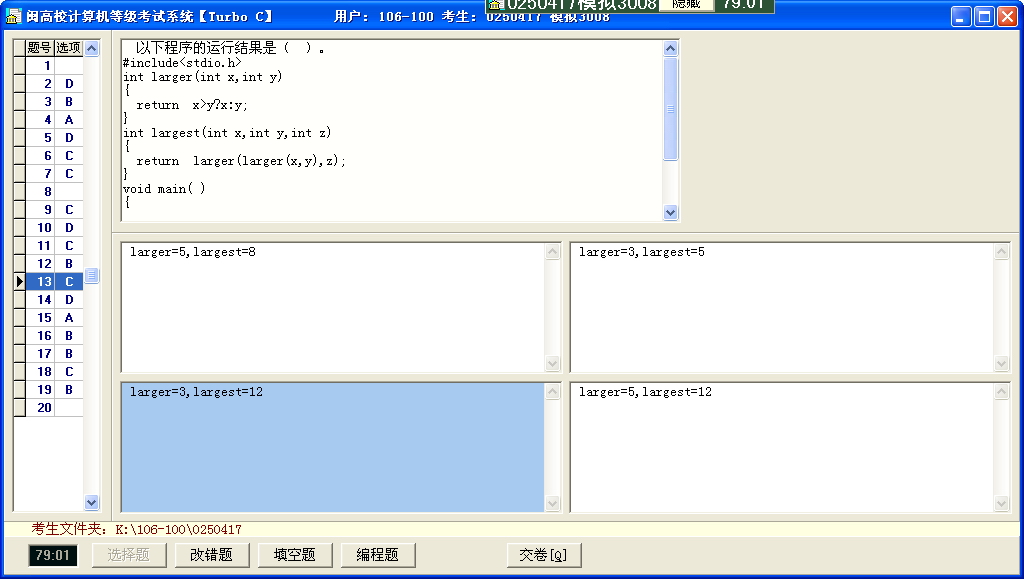 0250417模拟3008 隐藏 79:01
闽高校计算机等级考试系统【Turbo C】 用户: 106-100 考生: 0250417 模拟3008
题号 选项
1
2 D
3 B
4 A
5 D
6 C
7 C
8
9 C
10 D
11 C
12 B
13 C
14 D
15 A
16 B
17 B
18 C
19 B
20
以下程序的运行结果是（ ）。
#include<stdio.h>
int larger(int x,int y)
{
return x>y?x:y;
}
int largest(int x,int y,int z)
{
return larger(larger(x,y),z);
}
void main( )
{
larger=5,largest=8
larger=3,largest=5
larger=3,largest=12
larger=5,largest=12
考生文件夹: K:\106-100\0250417
79:01 选择题 改错题 填空题 编程题 交卷[Q]